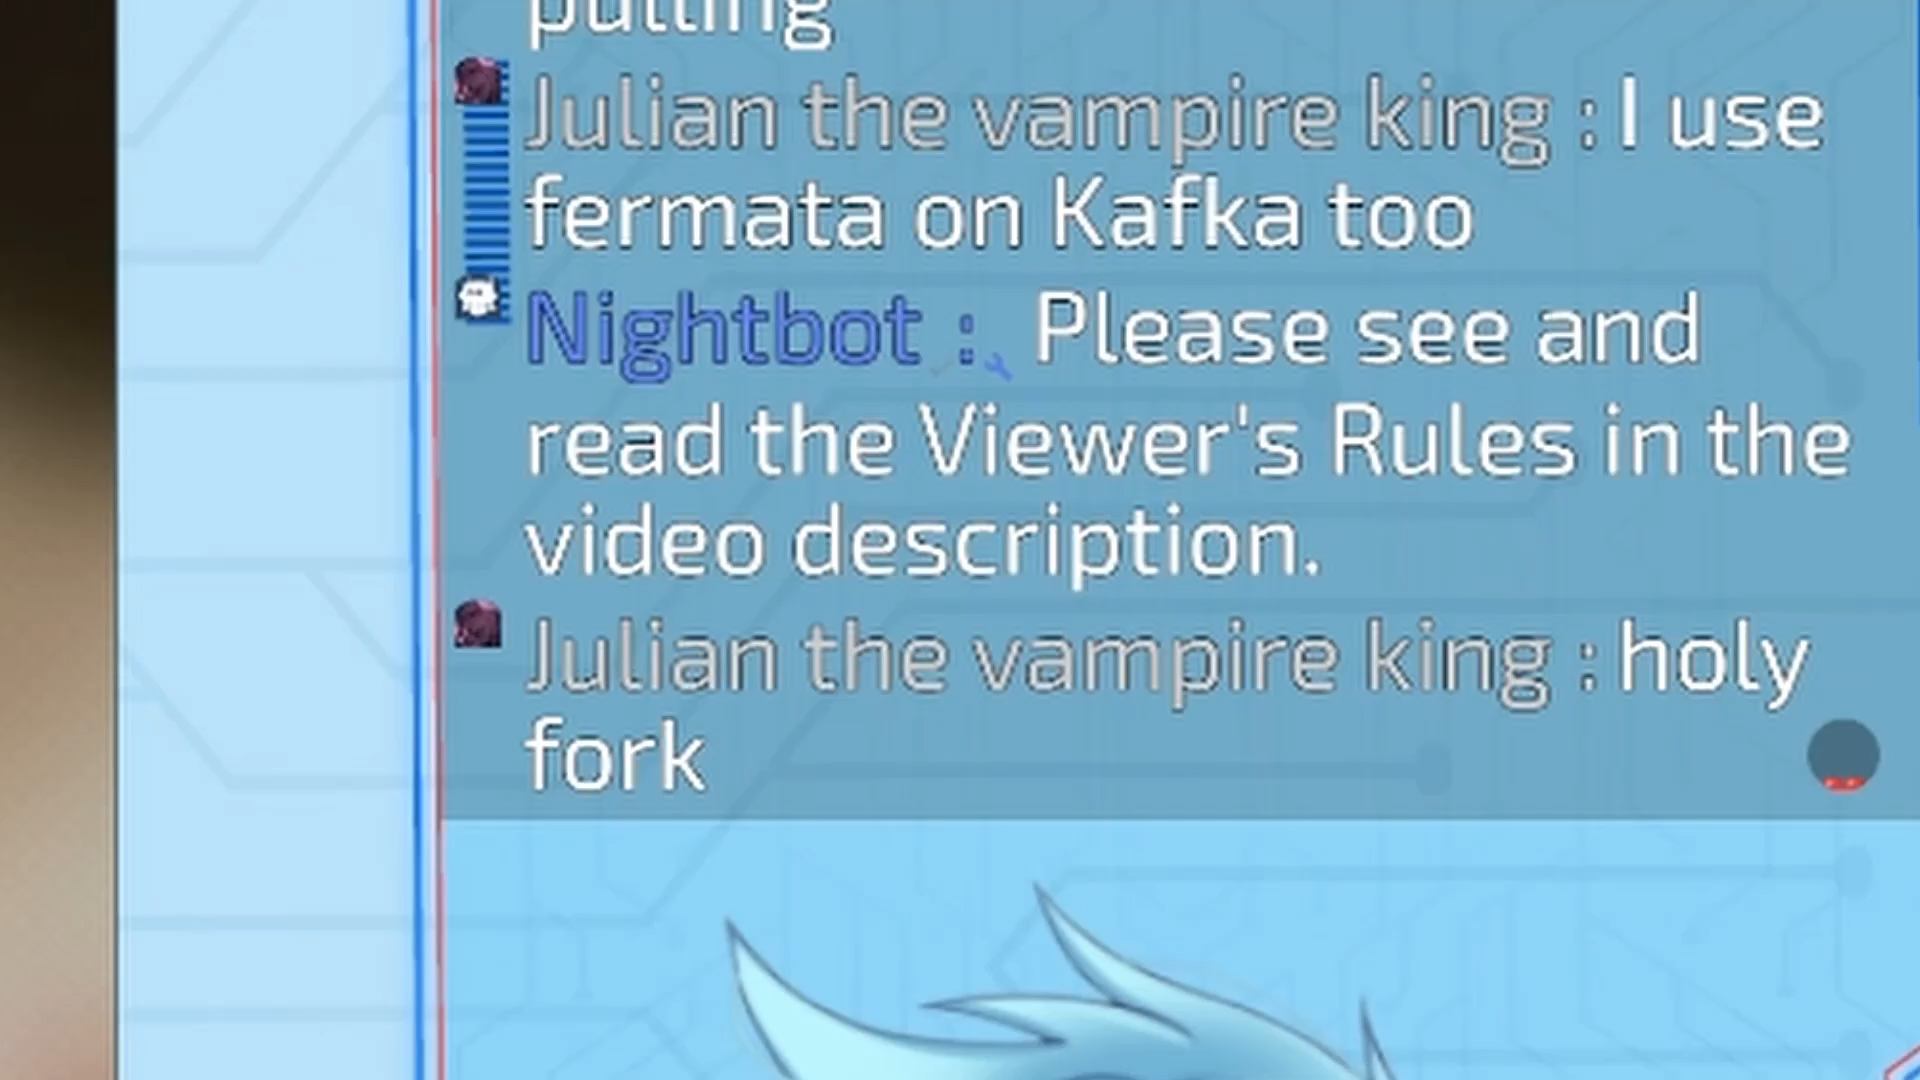 pulling
Julian the vampire king : I use
fermata on Kafka too
Nightbot : Please see and
read the Viewer's Rules in the
video description.
Julian the vampire king : holy
fork